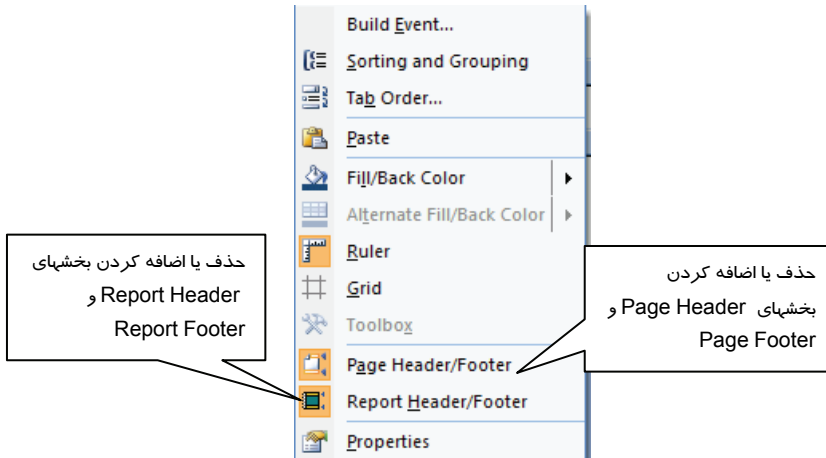 Build Event...
Sorting and Grouping
Tab Order...
Paste
Fill/Back Color
Alternate Fill/Back Color
Ruler
Grid
Toolbox
Page Header/Footer
Report Header/Footer
Properties
حذف یا اضافه کردن بخشهای
Report Header و
Report Footer
حذف یا اضافه کردن
بخشهای Page Header و
Page Footer